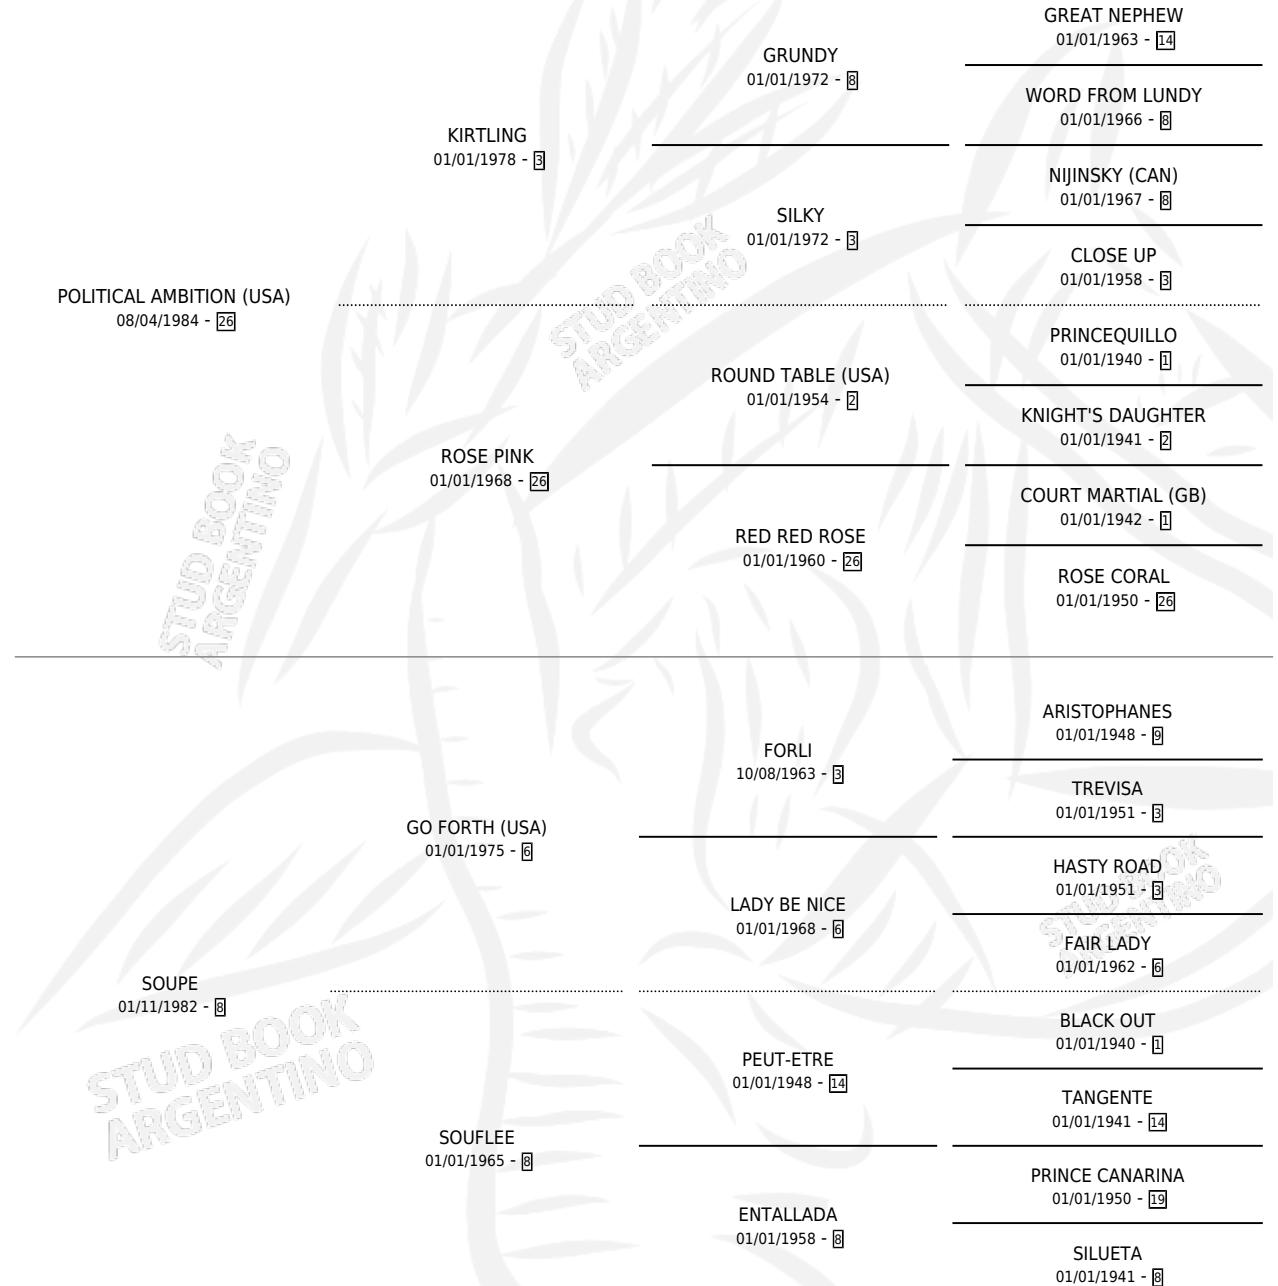 GREAT NEPHEW
01/01/1963 - 14
GRUNDY
01/01/1972 - 8
WORD FROM LUNDY
01/01/1966 - 8
KIRTLING
01/01/1978 - 3
NIJINSKY (CAN)
01/01/1967 - 8
SILKY
01/01/1972 - 3
CLOSE UP
01/01/1958 - 3
POLITICAL AMBITION (USA)
08/04/1984 - 26
PRINCEQUILLO
01/01/1940 - 1
ROUND TABLE (USA)
01/01/1954 - 2
KNIGHT'S DAUGHTER
01/01/1941 - 2
ROSE PINK
01/01/1968 - 26
COURT MARTIAL (GB)
01/01/1942 - 1
RED RED ROSE
01/01/1960 - 26
ROSE CORAL
01/01/1950 - 26
ARISTOPHANES
01/01/1948 - 9
FORLI
10/08/1963 - 3
TREVISA
01/01/1951 - 3
GO FORTH (USA)
01/01/1975 - 6
HASTY ROAD
01/01/1951 - 3
LADY BE NICE
01/01/1968 - 6
FAIR LADY
01/01/1962 - 6
SOUPE
01/11/1982 - 8
BLACK OUT
01/01/1940 - 1
PEUT-ETRE
01/01/1948 - 14
TANGENTE
01/01/1941 - 14
SOUFLEE
01/01/1965 - 8
PRINCE CANARINA
01/01/1950 - 19
ENTALLADA
01/01/1958 - 8
SILUETA
01/01/1941 - 8
STUD BOOK
ARGENTINO
STUD BOOK
ARGENTINO
STUD BOOK
ARGENTINO
STUD BOOK
ARGENTINO